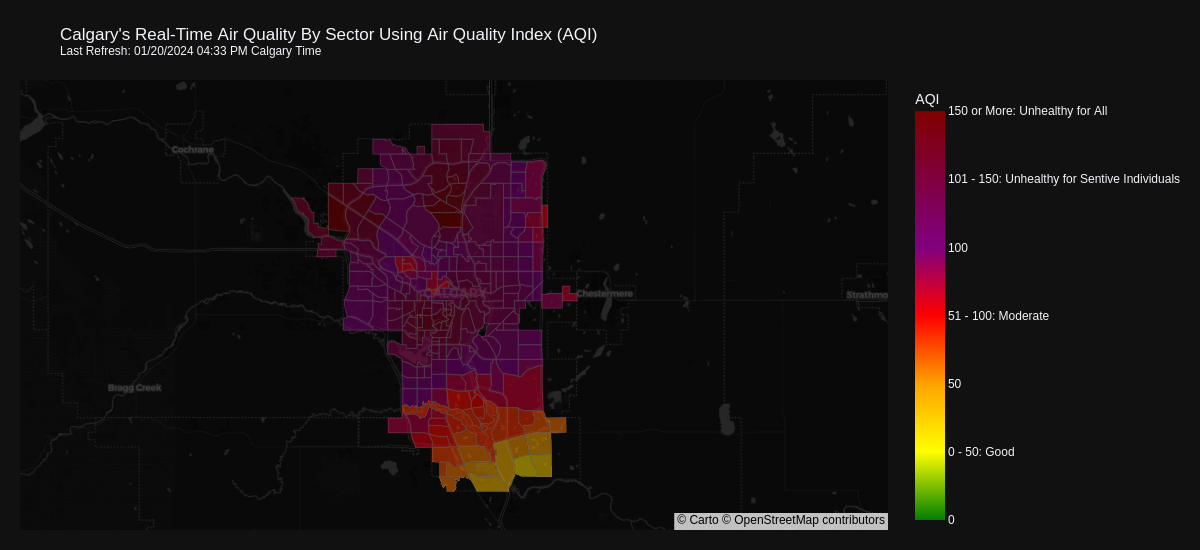 Calgary's Real-Time Air Quality By Sector Using Air Quality Index (AQI)
Last Refresh: 01/20/2024 04:33 PM Calgary Time
AQI
150 or More: Unhealthy for All
Cochrane
101 - 150: Unhealthy for Sentive Individuals
100
CALGARY
Chestermere
Strathmo
51 - 100: Moderate
50
Bragg Creek
0 - 50: Good
© Carto © OpenStreetMap contributors
0